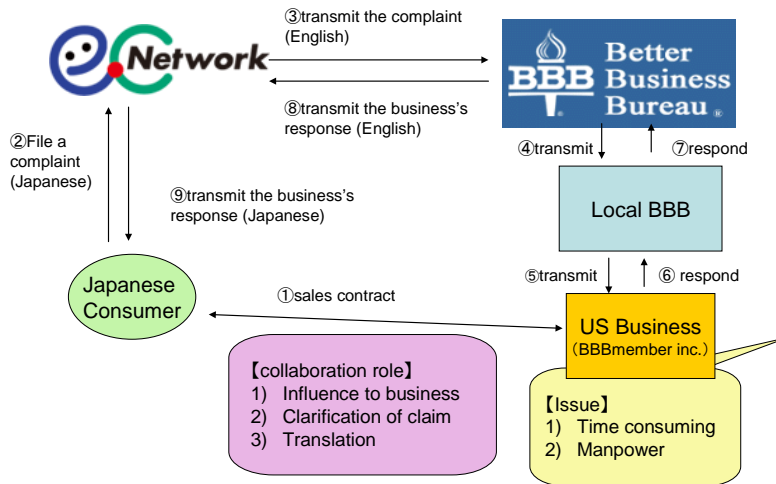 ③transmit the complaint
(English)
eC Network
BBB
®
Better
Business
Bureau ®
⑧transmit the business's
response (English)
②File a
complaint
(Japanese)
④transmit
⑦respond
⑨transmit the business's
response (Japanese)
Local BBB
⑤transmit
⑥ respond
Japanese
Consumer
①sales contract
US Business
(BBBmember inc.)
【collaboration role】
1) Influence to business
2) Clarification of claim
3) Translation
【Issue】
1) Time consuming
2) Manpower